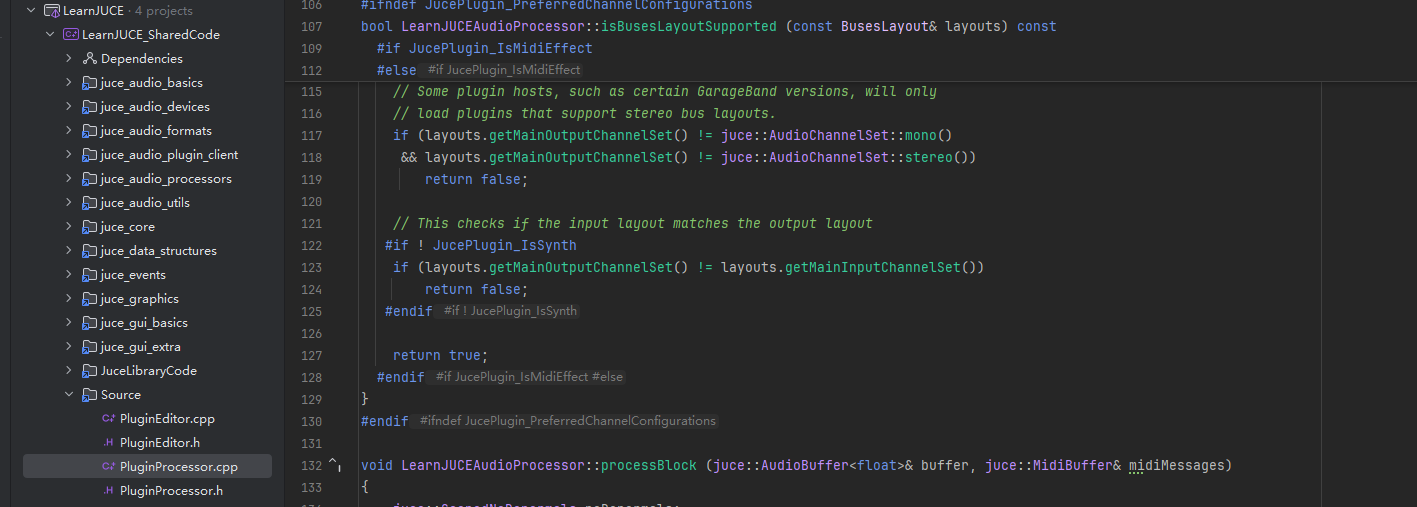 LearnJUCE · 4 projects
LearnJUCE_SharedCode
Dependencies
juce_audio_basics
juce_audio_devices
juce_audio_formats
juce_audio_plugin_client
juce_audio_processors
juce_audio_utils
juce_core
juce_data_structures
juce_events
juce_graphics
juce_gui_basics
juce_gui_extra
JuceLibraryCode
Source
C++ PluginEditor.cpp
.H PluginEditor.h
C++ PluginProcessor.cpp
.H PluginProcessor.h
106 #ifndef JucePlugin_PreferredChannelConfigurations
107 bool LearnJUCEAudioProcessor::isBusesLayoutSupported (const BusesLayout& layouts) const
109 #if JucePlugin_IsMidiEffect
112 #else #if JucePlugin_IsMidiEffect
115 // Some plugin hosts, such as certain GarageBand versions, will only
116 // load plugins that support stereo bus layouts.
117 if (layouts.getMainOutputChannelSet() != juce::AudioChannelSet::mono()
118 && layouts.getMainOutputChannelSet() != juce::AudioChannelSet::stereo())
119 return false;
120
121 // This checks if the input layout matches the output layout
122 #if ! JucePlugin_IsSynth
123 if (layouts.getMainOutputChannelSet() != layouts.getMainInputChannelSet())
124 return false;
125 #endif #if ! JucePlugin_IsSynth
126
127 return true;
128 #endif #if JucePlugin_IsMidiEffect #else
129 }
130 #endif #ifndef JucePlugin_PreferredChannelConfigurations
131
132 void LearnJUCEAudioProcessor::processBlock (juce::AudioBuffer<float>& buffer, juce::MidiBuffer& midiMessages)
133 {